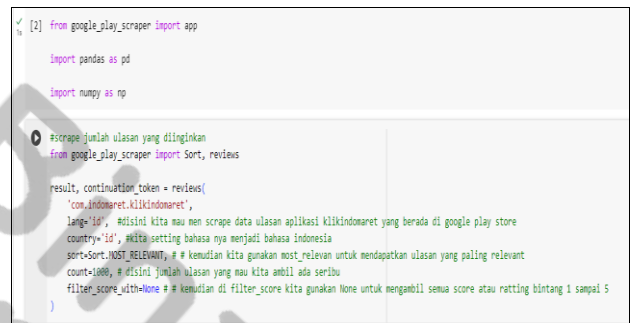 [2] from google_play_scraper import app
1s
import pandas as pd
import numpy as np
#scrape jumlah ulasan yang diinginkan
from google_play_scraper import Sort, reviews
result, continuation_token = reviews(
'com.indomaret.klikindomaret',
lang='id', #disini kita mau men scrape data ulasan aplikasi klikindomaret yang berada di google play store
country='id', #kita setting bahasa nya menjadi bahasa indonesia
sort=Sort.MOST_RELEVANT, # # kemudian kita gunakan most_relevan untuk mendapatkan ulasan yang paling relevant
count=1000, # disini jumlah ulasan yang mau kita ambil ada seribu
filter_score_with=None # # kemudian di filter_score kita gunakan None untuk mengambil semua score atau ratting bintang 1 sampai 5
)